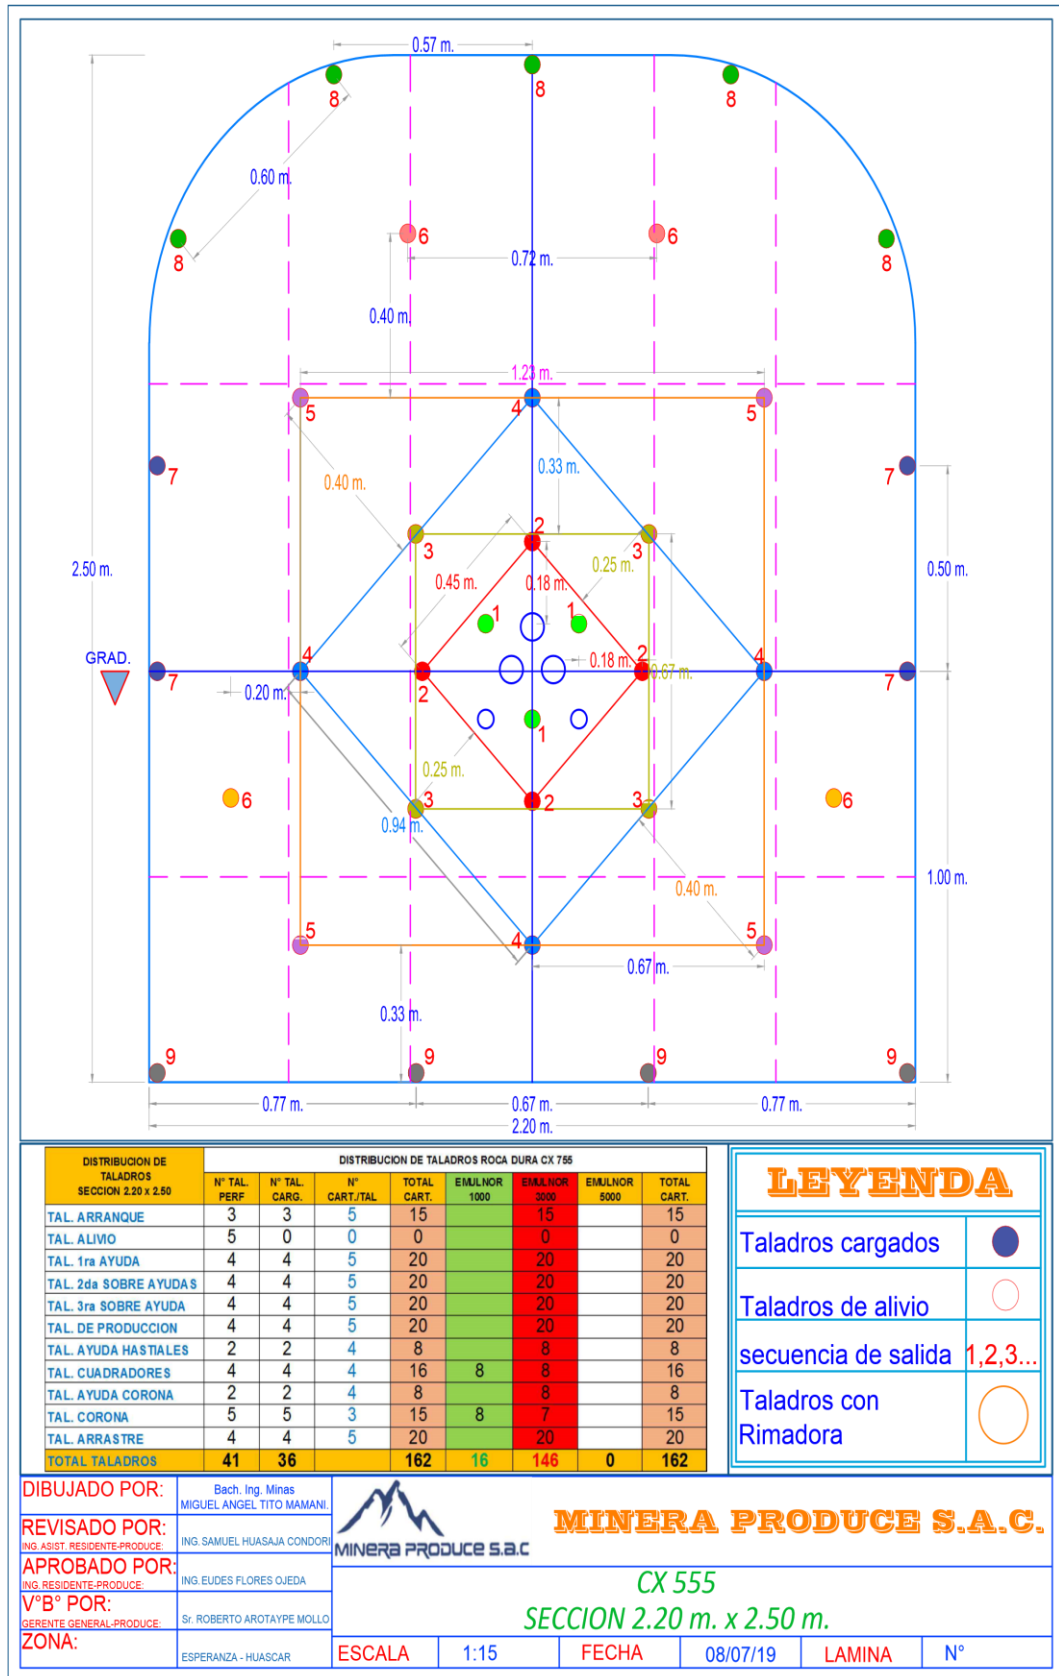 0.57 m.
8
8
8
0.60 m.
6
6
8
8
0.72 m.
0.40 m.
1.23 m.
5
4
5
7
0.33 m.
7
0.40 m.
2
3
3
2.50 m.
0.45 m.
0.18 m.
0.25 m.
0.50 m.
1
1
GRAD.
4
2
4
0.18 m.
0.67 m.
7
2
7
0.20 m.
1
0.25 m.
6
3
2
3
6
0.94 m.
1.00 m.
0.40 m.
5
4
5
0.67 m.
0.33 m.
9
9
9
9
0.77 m.
0.67 m.
0.77 m.
2.20 m.
DISTRIBUCION DE TALADROS SECCION 2.20 x 2.50
DISTRIBUCION DE TALADROS ROCA DURA CX 755
N° TAL. PERF N° TAL. CARG. N° CART./TAL TOTAL CART. EMULNOR 1000 EMULNOR 3000 EMULNOR 5000 TOTAL CART.
TAL. ARRANQUE 3 3 5 15 15 15
TAL. ALIVIO 5 0 0 0 0 0
TAL. 1ra AYUDA 4 4 5 20 20 20
TAL. 2da SOBRE AYUDAS 4 4 5 20 20 20
TAL. 3ra SOBRE AYUDA 4 4 5 20 20 20
TAL. DE PRODUCCION 4 4 5 20 20 20
TAL. AYUDA HASTIALES 2 2 4 8 8 8
TAL. CUADRADORES 4 4 4 16 8 8 16
TAL. AYUDA CORONA 2 2 4 8 8 8
TAL. CORONA 5 5 3 15 8 7 15
TAL. ARRASTRE 4 4 5 20 20 20
TOTAL TALADROS 41 36 162 16 146 0 162
LEYENDA
Taladros cargados
Taladros de alivio
secuencia de salida 1,2,3...
Taladros con
Rimadora
DIBUJADO POR: Bach. Ing. Minas
MIGUEL ANGEL TITO MAMANI.
REVISADO POR:
ING. ASIST. RESIDENTE-PRODUCE: ING. SAMUEL HUASAJA CONDORI
APROBADO POR:
ING. RESIDENTE-PRODUCE: ING. EUDES FLORES OJEDA
V°B° POR:
GERENTE GENERAL-PRODUCE: Sr. ROBERTO AROTAYPE MOLLO
ZONA: ESPERANZA - HUASCAR
MINERA PRODUCE S.a.C
MINERA PRODUCE S.A.C.
CX 555
SECCION 2.20 m. x 2.50 m.
ESCALA 1:15 FECHA 08/07/19 LAMINA N°